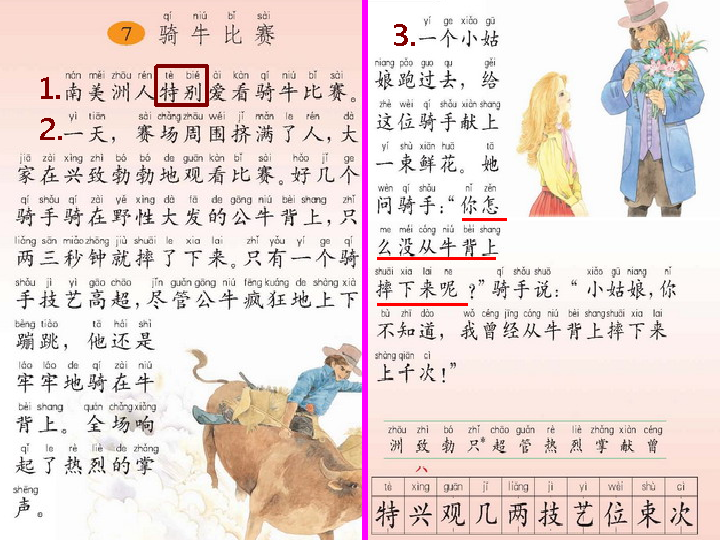 qí niú bǐ sài
7 骑牛比赛
nán měi zhōu rén tè bié ài kàn qí niú bǐ sài
1.南美洲人特别爱看骑牛比赛。
yì tiān sài chǎng zhōu wéi jǐ mǎn le rén dà
2.一天，赛场周围挤满了人，大
jiā zài xìng zhì bó bó de guān kàn bǐ sài hǎo jǐ ge
家在兴致勃勃地观看比赛。好几个
qí shǒu qí zài yě xìng dà fā de gōng niú bèi shang zhǐ
骑手骑在野性大发的公牛背上，只
liǎng sān miǎo zhōng jiù shuāi le xia lai zhǐ yǒu yí ge qí
两三秒钟就摔了下来。只有一个骑
shǒu jì yì gāo chāo jǐn guǎn gōng niú fēng kuáng de shàng xià
手技艺高超，尽管公牛疯狂地上下
bèng tiào tā hái shì
蹦跳，他还是
láo láo de qí zài niú
牢牢地骑在牛
bèi shang quán chǎng xiǎng
背上。全场响
qǐ le rè liè de zhǎng
起了热烈的掌
shēng
声。
yí ge xiǎo gū
3.一个小姑
niang pǎo guo qu gěi
娘跑过去，给
zhè wèi qí shǒu xiàn shang
这位骑手献上
yí shù xiān huā tā
一束鲜花。她
wèn qí shǒu nǐ zěn
问骑手：“你怎
me méi cóng niú bèi shang
么没从牛背上
shuāi xia lai ne qí shǒu shuō xiǎo gū niang nǐ
摔下来呢？”骑手说：“小姑娘，你
bù zhī dào wǒ céng jīng cóng niú bèi shang shuāi xia lai
不知道，我曾经从牛背上摔下来
shàng qiān cì
上千次！”
zhōu zhì bó zhǐ chāo guǎn rè liè zhǎng xiàn céng
洲致勃只*超管热烈掌献曾
八
tè xìng guān jǐ liǎng jì yì wèi shù cì
特兴观几两技艺位束次